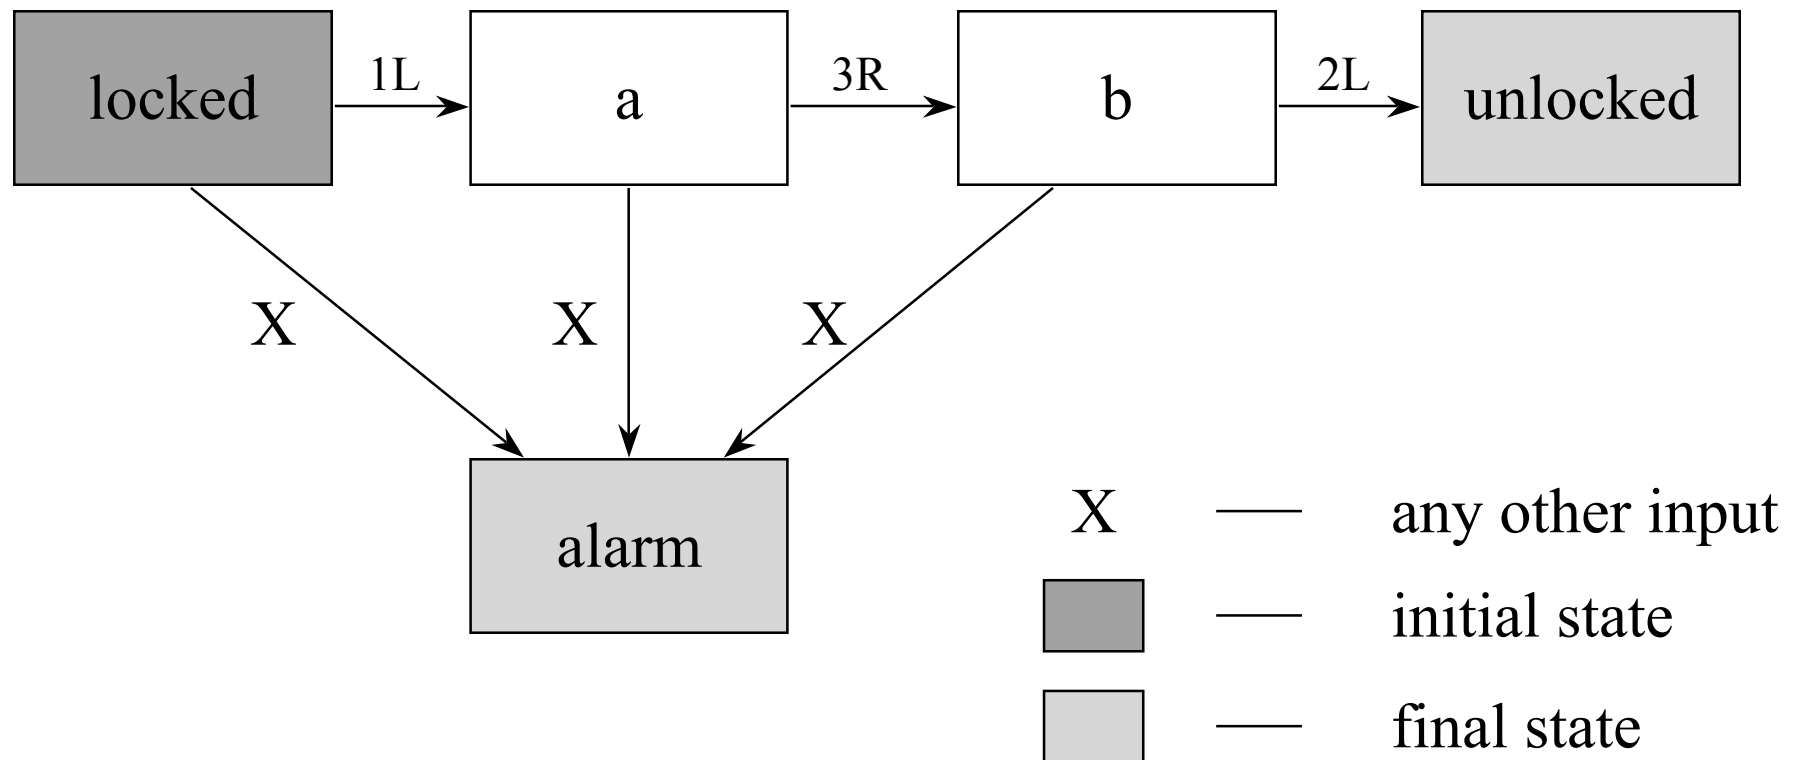 locked 1L a 3R b 2L unlocked
X X X
alarm
X any other input
initial state
final state